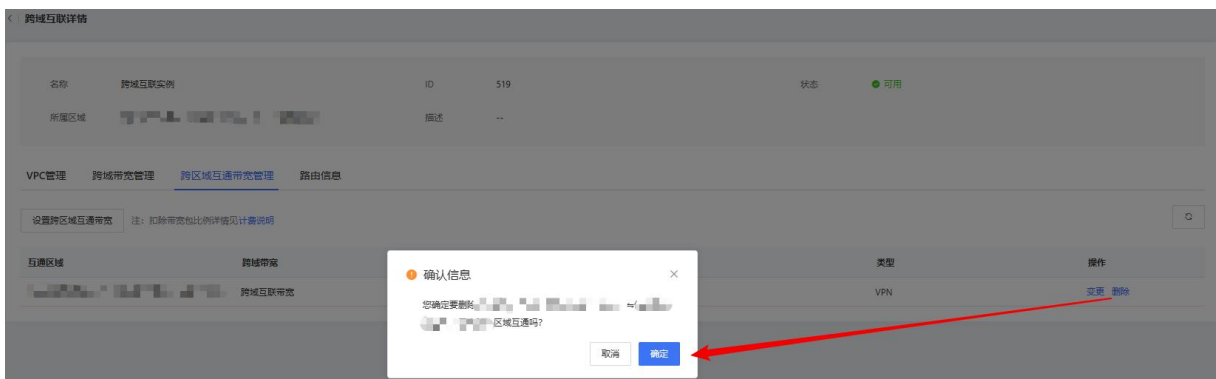 跨域互联详情
名称 跨域互联实例 ID 519 状态 可用
所属区域 描述 --
VPC管理 跨域带宽管理 跨区域互通带宽管理 路由信息
设置跨区域互通带宽 注：扣除带宽包比例详情见计费说明
互通区域 跨域带宽 类型 操作
跨域互联带宽 VPN 变更 删除
确认信息
您确定要删除
区域互通吗？
取消 确定